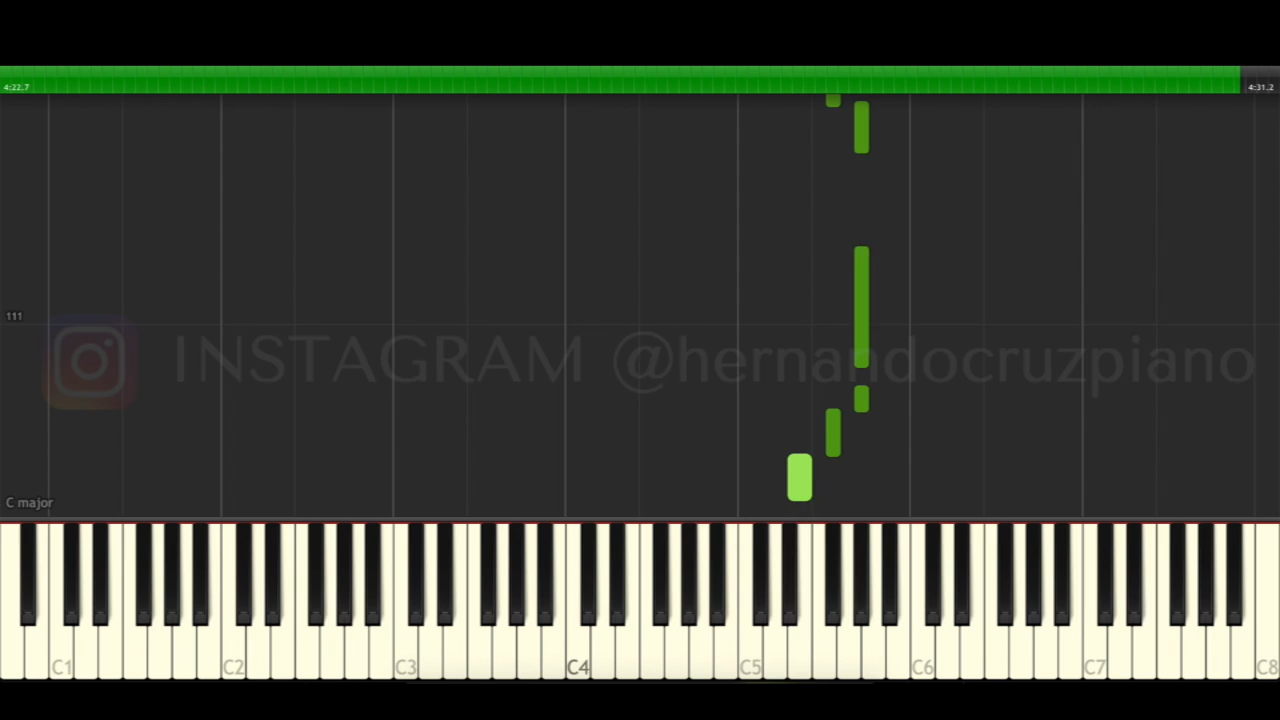 4:22.7
4:31.2
111
INSTAGRAM @hernandocruzpiano
C major
C1 C2 C3 C4 C5 C6 C7 C8